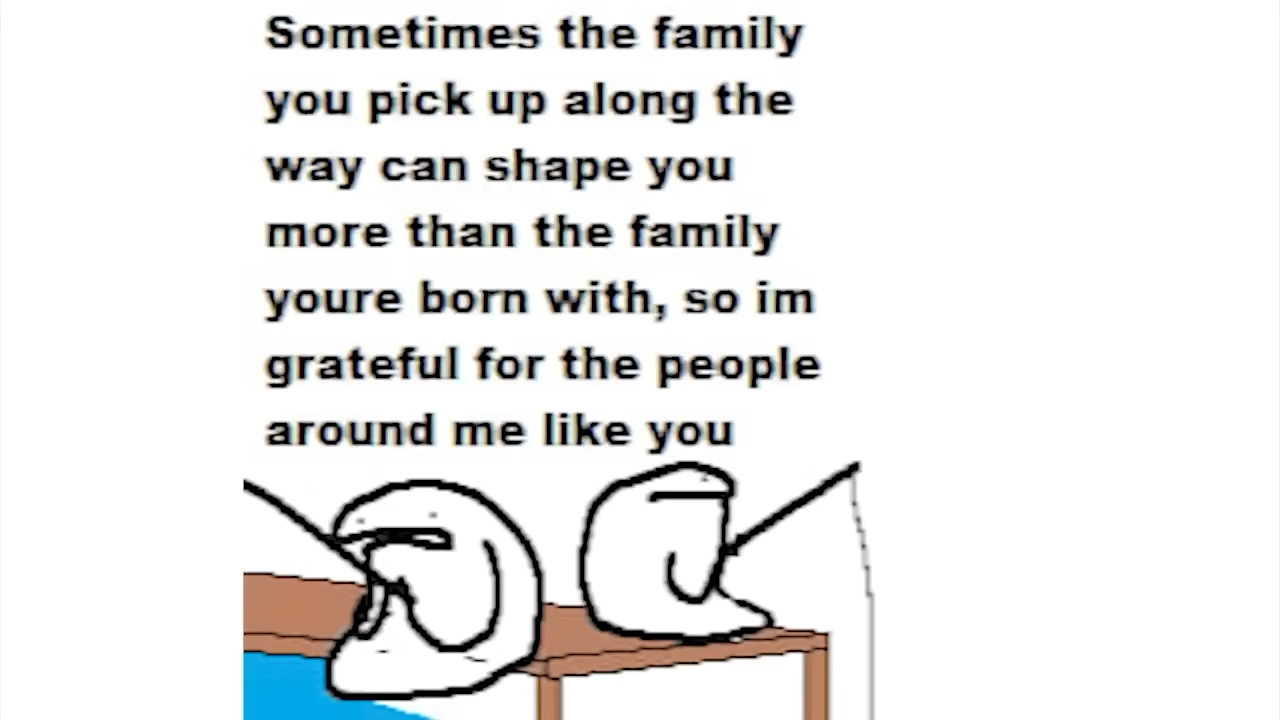 Sometimes the family
you pick up along the
way can shape you
more than the family
youre born with, so im
grateful for the people
around me like you